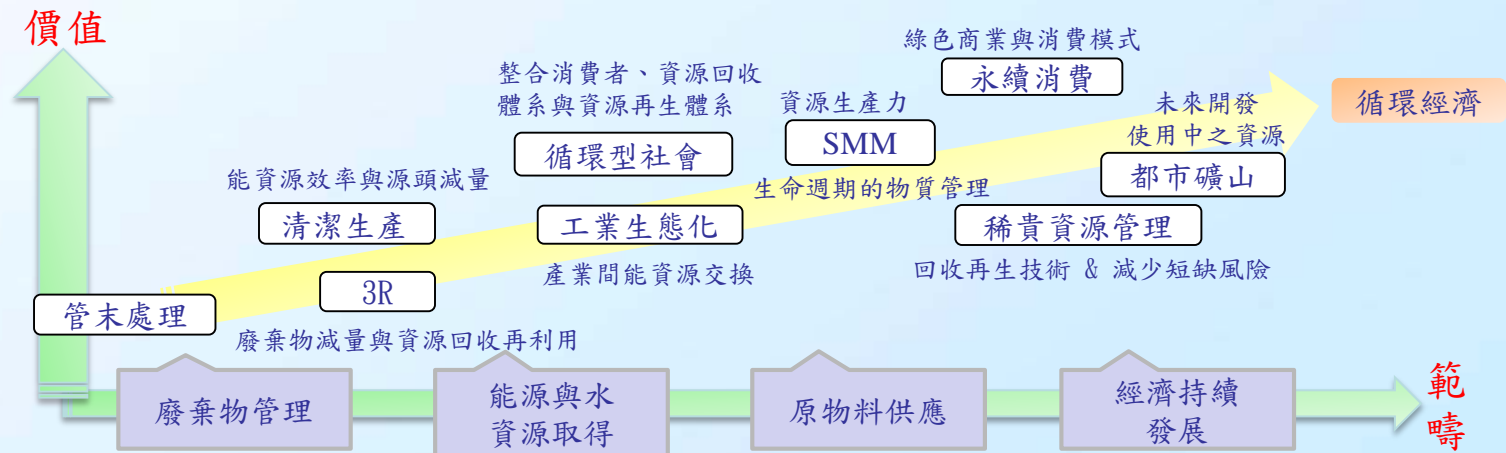 價值
綠色商業與消費模式
永續消費
整合消費者、資源回收
體系與資源再生體系
循環型社會
資源生產力
SMM
生命週期的物質管理
未來開發
使用中之資源
都市礦山
循環經濟
能資源效率與源頭減量
清潔生產
工業生態化
產業間能資源交換
稀貴資源管理
回收再生技術 & 減少短缺風險
3R
廢棄物減量與資源回收再利用
管末處理
廢棄物管理
能源與水
資源取得
原物料供應
經濟持續
發展
範
疇